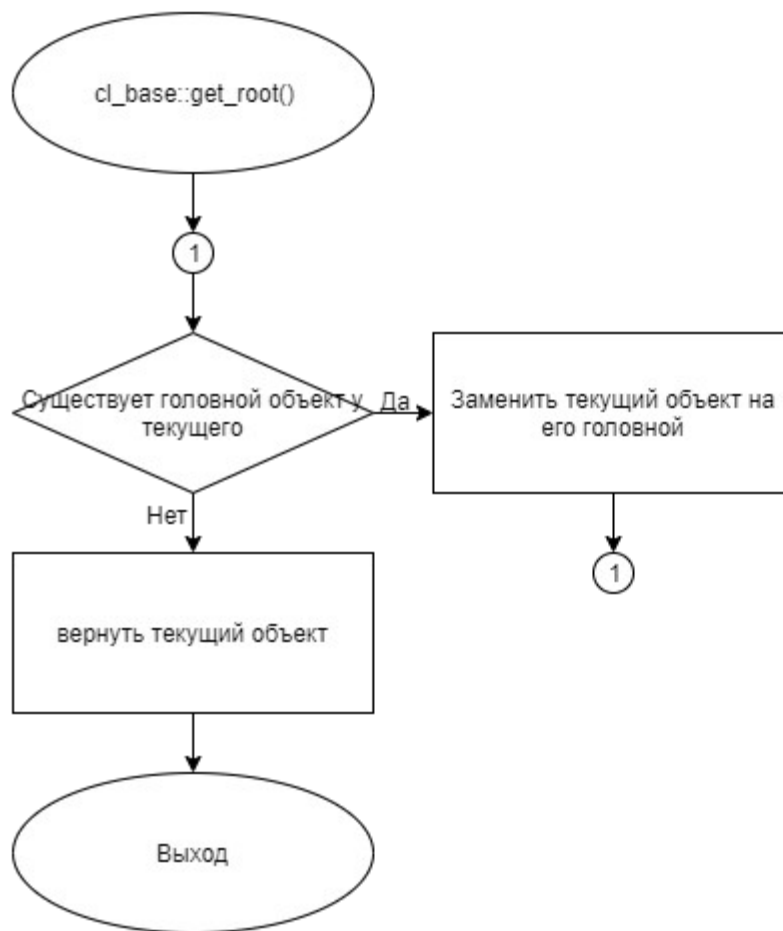 cl_base::get_root()
1
Существует головной объект у
текущего
Да
Заменить текущий объект на
его головной
Нет
1
вернуть текущий объект
Выход